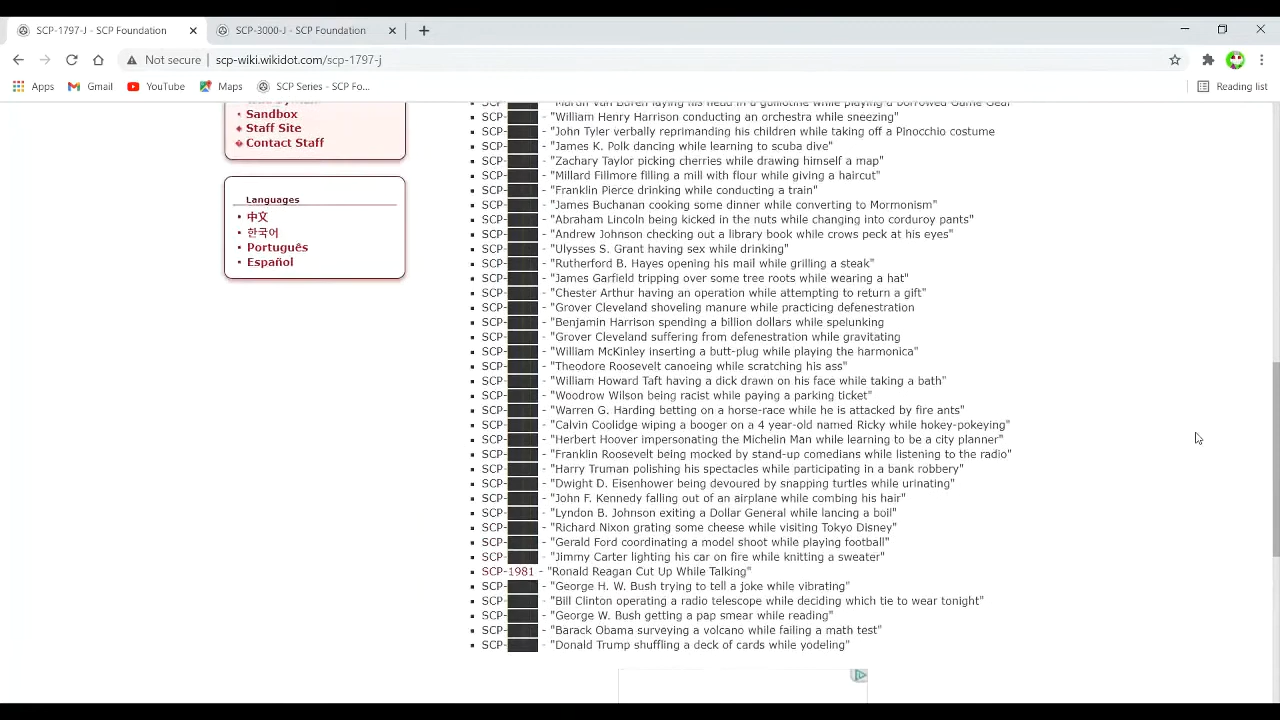 SCP-1797-J - SCP Foundation
SCP-3000-J - SCP Foundation
Not secure
scp-wiki.wikidot.com/scp-1797-j
Apps
Gmail
YouTube
Maps
SCP Series - SCP Fo...
Reading list
Sandbox
Staff Site
Contact Staff
Languages
中文
한국어
Português
Español
SCP- - "Martin Van Buren laying his head in a guillotine while playing a borrowed Game Gear
SCP- - "William Henry Harrison conducting an orchestra while sneezing"
SCP- - "John Tyler verbally reprimanding his children while taking off a Pinocchio costume
SCP- - "James K. Polk dancing while learning to scuba dive"
SCP- - "Zachary Taylor picking cherries while drawing himself a map"
SCP- - "Millard Fillmore filling a mill with flour while giving a haircut"
SCP- - "Franklin Pierce drinking while conducting a train"
SCP- - "James Buchanan cooking some dinner while converting to Mormonism"
SCP- - "Abraham Lincoln being kicked in the nuts while changing into corduroy pants"
SCP- - "Andrew Johnson checking out a library book while crows peck at his eyes"
SCP- - "Ulysses S. Grant having sex while drinking"
SCP- - "Rutherford B. Hayes opening his mail while grilling a steak"
SCP- - "James Garfield tripping over some tree roots while wearing a hat"
SCP- - "Chester Arthur having an operation while attempting to return a gift"
SCP- - "Grover Cleveland shoveling manure while practicing defenestration
SCP- - "Benjamin Harrison spending a billion dollars while spelunking
SCP- - "Grover Cleveland suffering from defenestration while gravitating
SCP- - "William McKinley inserting a butt-plug while playing the harmonica"
SCP- - "Theodore Roosevelt canoeing while scratching his ass"
SCP- - "William Howard Taft having a dick drawn on his face while taking a bath"
SCP- - "Woodrow Wilson being racist while paying a parking ticket"
SCP- - "Warren G. Harding betting on a horse-race while he is attacked by fire ants"
SCP- - "Calvin Coolidge wiping a booger on a 4 year-old named Ricky while hokey-pokeying"
SCP- - "Herbert Hoover impersonating the Michelin Man while learning to be a city planner"
SCP- - "Franklin Roosevelt being mocked by stand-up comedians while listening to the radio"
SCP- - "Harry Truman polishing his spectacles while participating in a bank robbery"
SCP- - "Dwight D. Eisenhower being devoured by snapping turtles while urinating"
SCP- - "John F. Kennedy falling out of an airplane while combing his hair"
SCP- - "Lyndon B. Johnson exiting a Dollar General while lancing a boil"
SCP- - "Richard Nixon grating some cheese while visiting Tokyo Disney"
SCP- - "Gerald Ford coordinating a model shoot while playing football"
SCP- - "Jimmy Carter lighting his car on fire while knitting a sweater"
SCP-1981 - "Ronald Reagan Cut Up While Talking"
SCP- - "George H. W. Bush trying to tell a joke while vibrating"
SCP- - "Bill Clinton operating a radio telescope while deciding which tie to wear tonight"
SCP- - "George W. Bush getting a pap smear while reading"
SCP- - "Barack Obama surveying a volcano while failing a math test"
SCP- - "Donald Trump shuffling a deck of cards while yodeling"